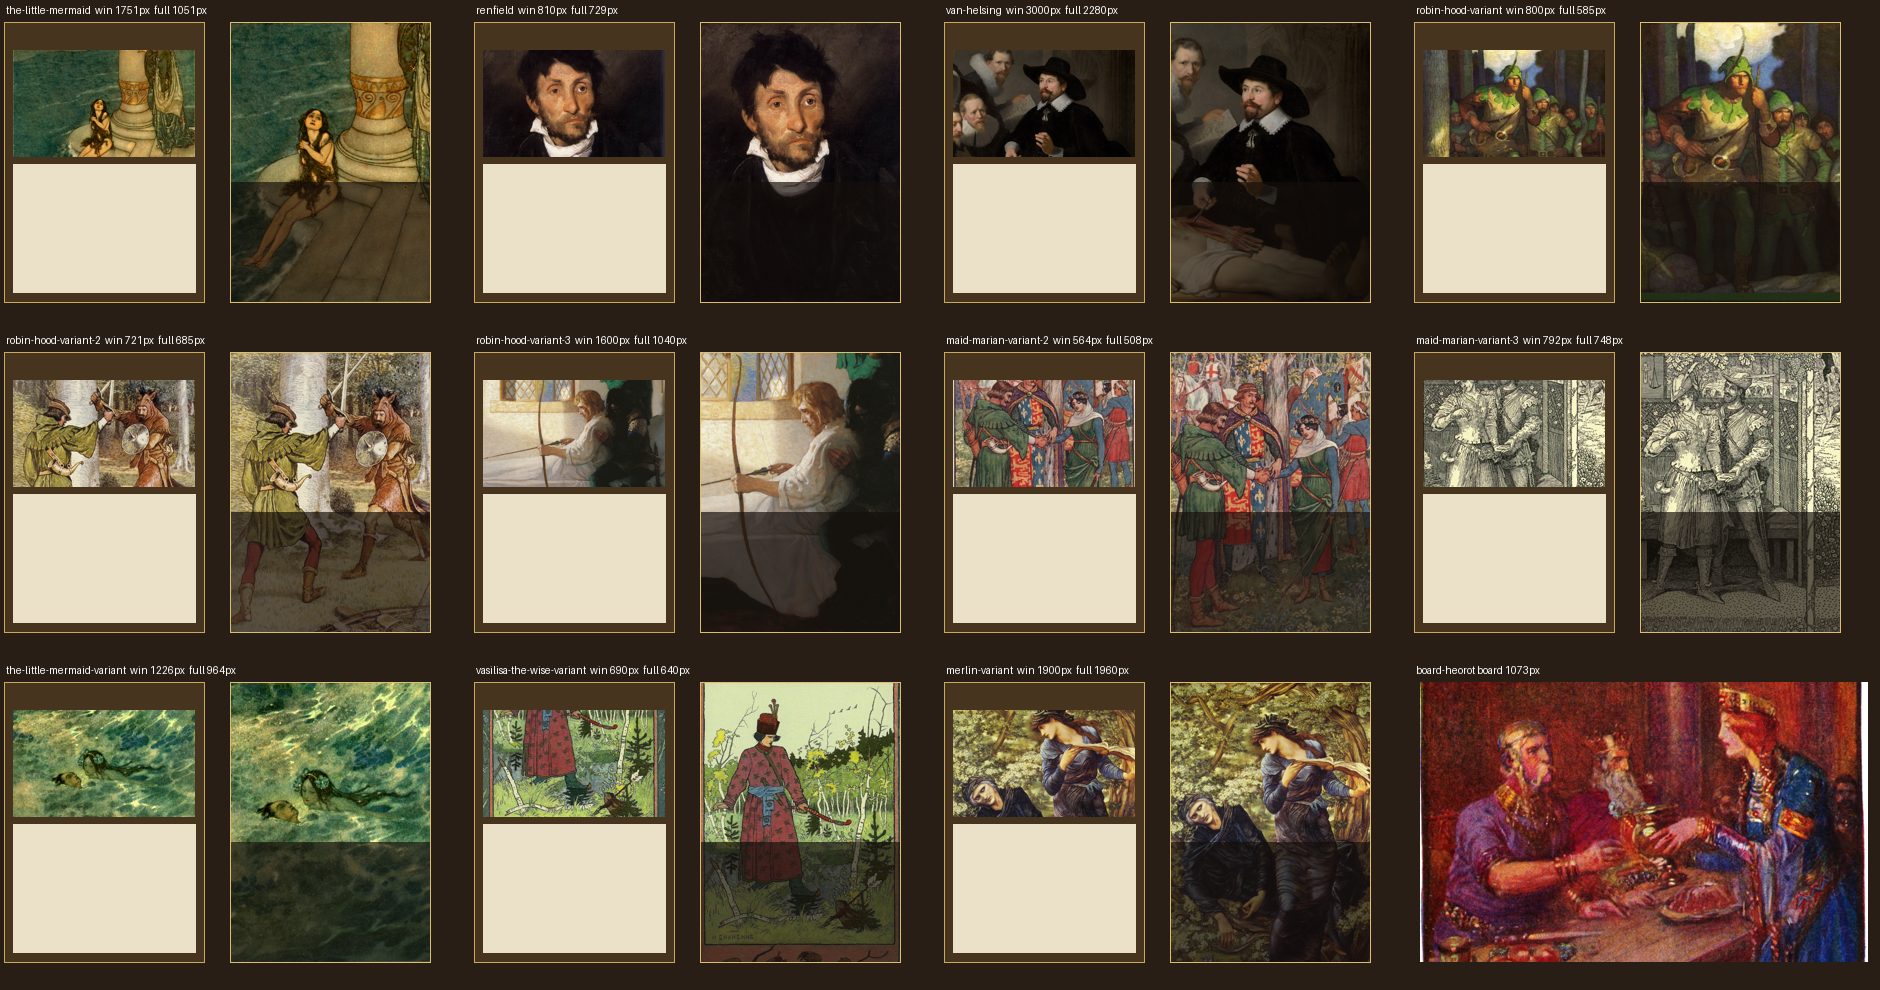 the-little-mermaid win 1751px full 1051px
renfield win 810px full 729px
van-helsing win 3000px full 2280px
robin-hood-variant win 800px full 585px
robin-hood-variant-2 win 721px full 685px
robin-hood-variant-3 win 1600px full 1040px
maid-marian-variant-2 win 564px full 508px
maid-marian-variant-3 win 792px full 748px
the-little-mermaid-variant win 1226px full 964px
vasilisa-the-wise-variant win 690px full 640px
merlin-variant win 1900px full 1960px
board-heorot board 1073px